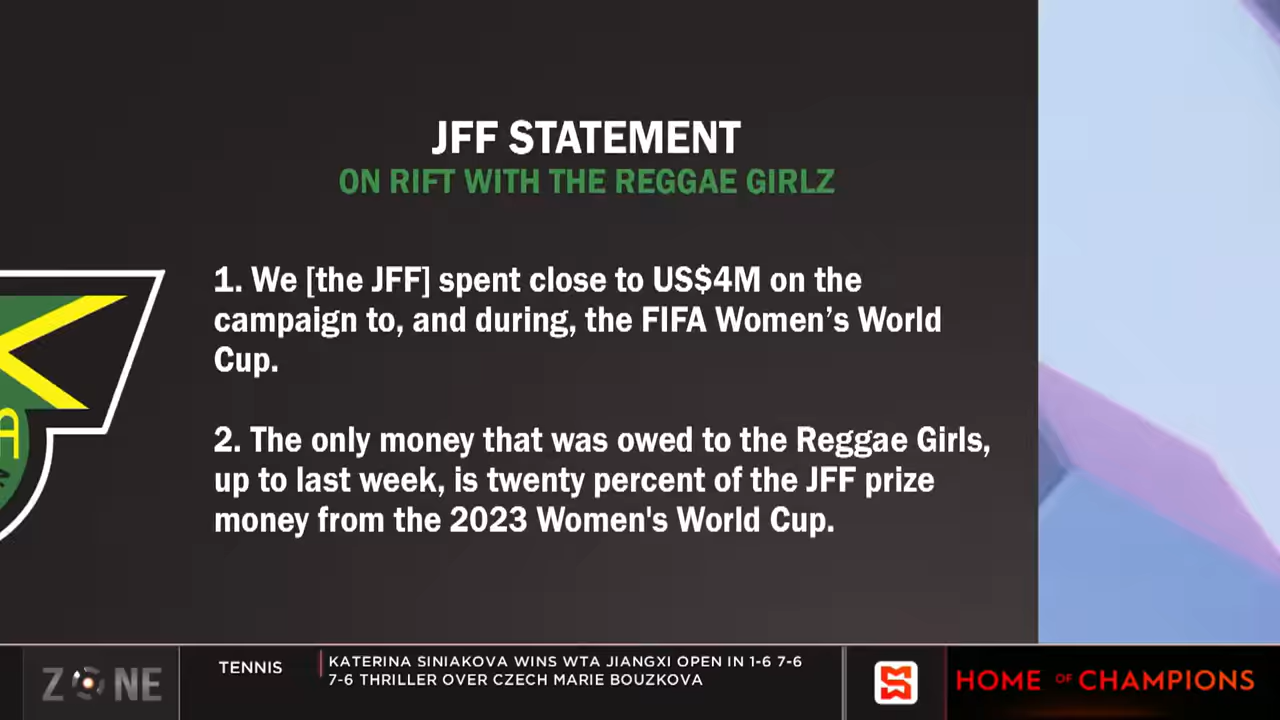 JFF STATEMENT
ON RIFT WITH THE REGGAE GIRLZ
1. We [the JFF] spent close to US$4M on the
campaign to, and during, the FIFA Women’s World
Cup.
2. The only money that was owed to the Reggae Girls,
up to last week, is twenty percent of the JFF prize
money from the 2023 Women's World Cup.
ZONE
TENNIS
KATERINA SINIAKOVA WINS WTA JIANGXI OPEN IN 1-6 7-6
7-6 THRILLER OVER CZECH MARIE BOUZKOVA
HOME OF CHAMPIONS